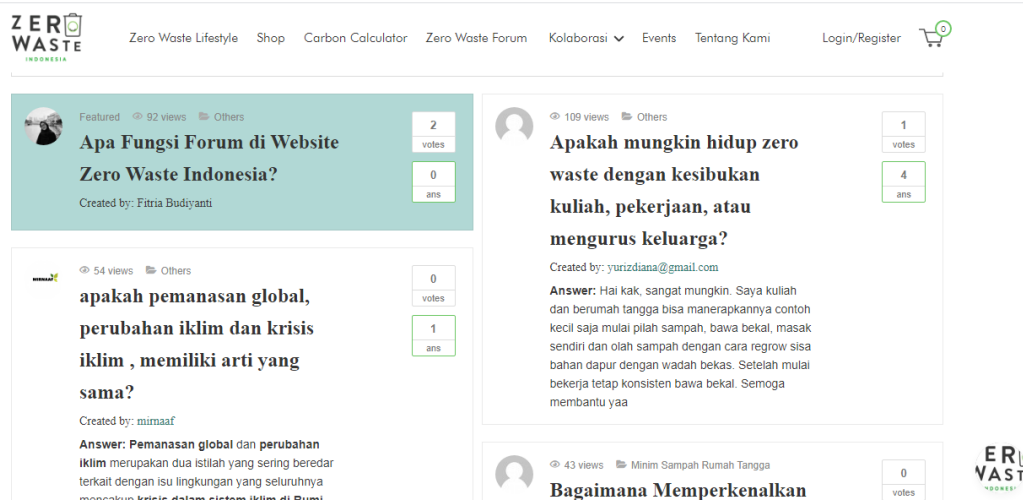 ZERO
WASTE
INDONESIA
Zero Waste Lifestyle Shop Carbon Calculator Zero Waste Forum Kolaborasi Events Tentang Kami Login/Register 0
Featured 92 views Others
2
votes
Apa Fungsi Forum di Website
Zero Waste Indonesia?
0
ans
Created by: Fitria Budiyanti
54 views Others
0
votes
apakah pemanasan global,
perubahan iklim dan krisis
iklim , memiliki arti yang
sama?
1
ans
Created by: mirnaaf
Answer: Pemanasan global dan perubahan
iklim merupakan dua istilah yang sering beredar
terkait dengan isu lingkungan yang seluruhnya
mencakup krisis dalam sistem iklim di Bumi
109 views Others
1
votes
Apakah mungkin hidup zero
waste dengan kesibukan
kuliah, pekerjaan, atau
mengurus keluarga?
4
ans
Created by: yurizdiana@gmail.com
Answer: Hai kak, sangat mungkin. Saya kuliah
dan berumah tangga bisa manerapkannya contoh
kecil saja mulai pilah sampah, bawa bekal, masak
sendiri dan olah sampah dengan cara regrow sisa
bahan dapur dengan wadah bekas. Setelah mulai
bekerja tetap konsisten bawa bekal. Semoga
membantu yaa
43 views Minim Sampah Rumah Tangga
0
votes
Bagaimana Memperkenalkan